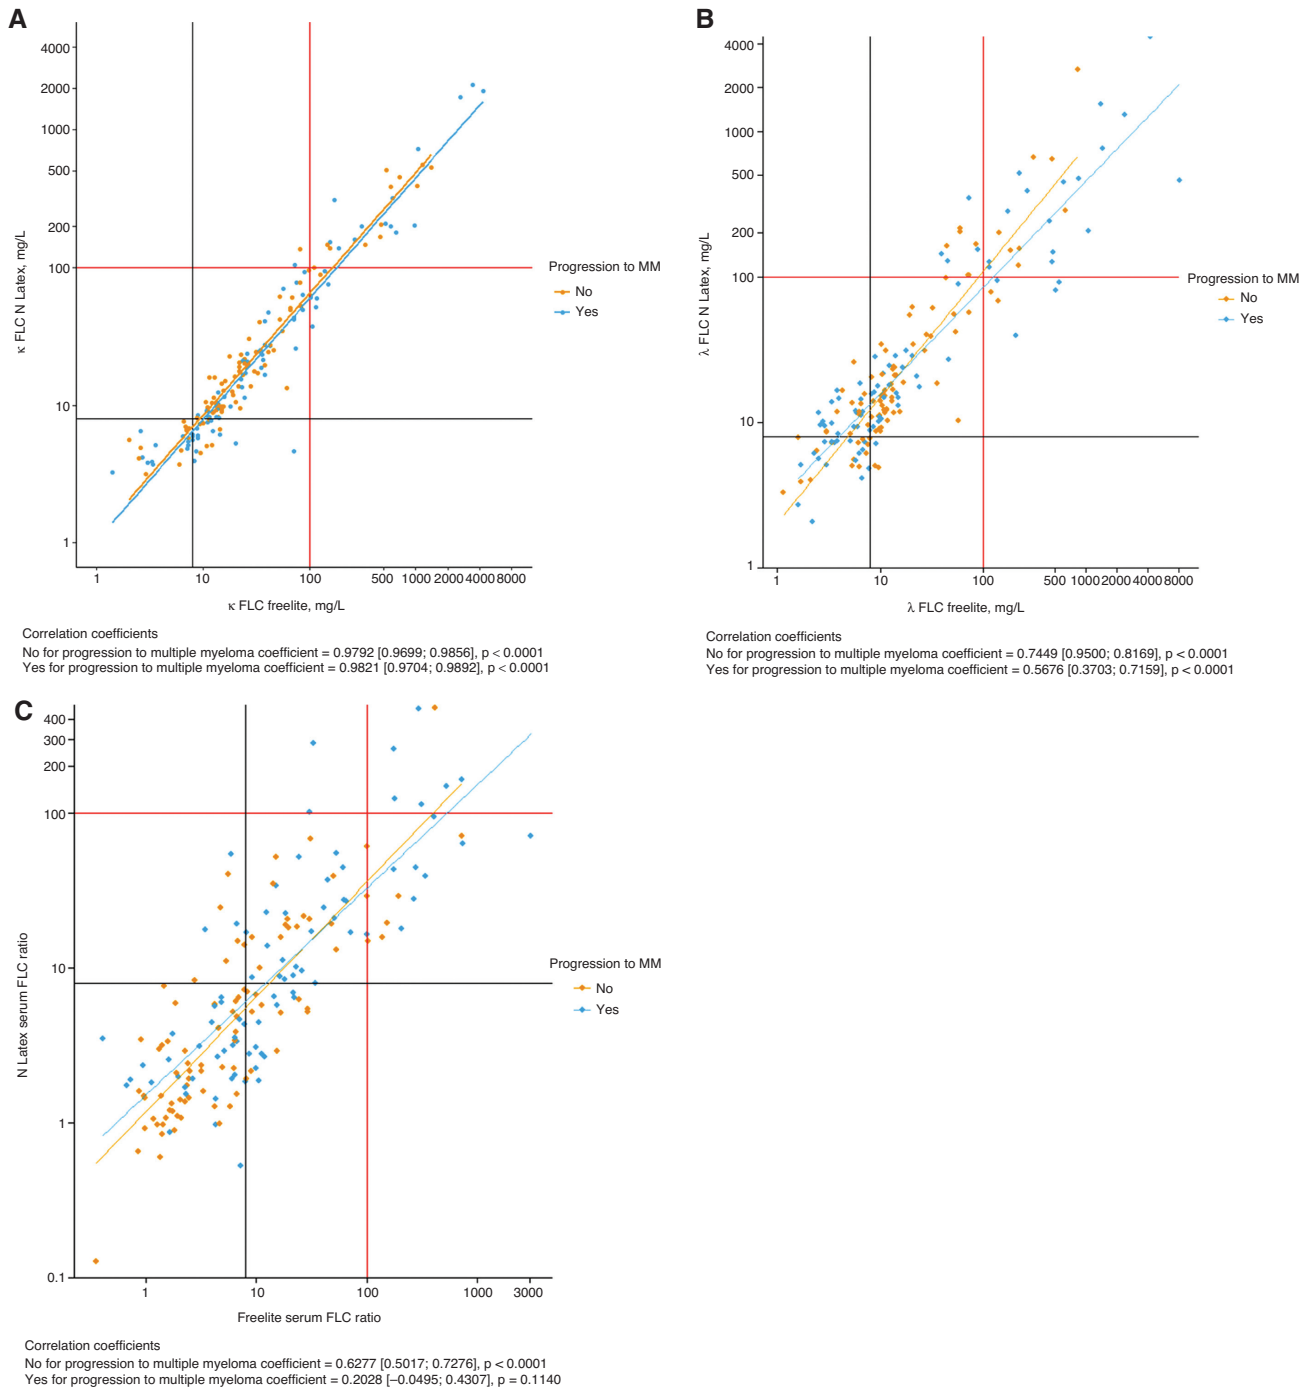 A
4000
2000
1000
500
200
100
10
1
κ FLC N Latex, mg/L
1 10 100 500 1000 2000 4000 8000
κ FLC freelite, mg/L
Progression to MM
No
Yes
Correlation coefficients
No for progression to multiple myeloma coefficient = 0.9792 [0.9699; 0.9856], p < 0.0001
Yes for progression to multiple myeloma coefficient = 0.9821 [0.9704; 0.9892], p < 0.0001
B
4000
2000
1000
500
200
100
10
1
λ FLC N Latex, mg/L
1 10 100 500 1000 2000 4000 8000
λ FLC freelite, mg/L
Progression to MM
No
Yes
Correlation coefficients
No for progression to multiple myeloma coefficient = 0.7449 [0.9500; 0.8169], p < 0.0001
Yes for progression to multiple myeloma coefficient = 0.5676 [0.3703; 0.7159], p < 0.0001
C
400
300
200
100
10
1
0.1
N Latex serum FLC ratio
1 10 100 1000 3000
Freelite serum FLC ratio
Progression to MM
No
Yes
Correlation coefficients
No for progression to multiple myeloma coefficient = 0.6277 [0.5017; 0.7276], p < 0.0001
Yes for progression to multiple myeloma coefficient = 0.2028 [−0.0495; 0.4307], p = 0.1140